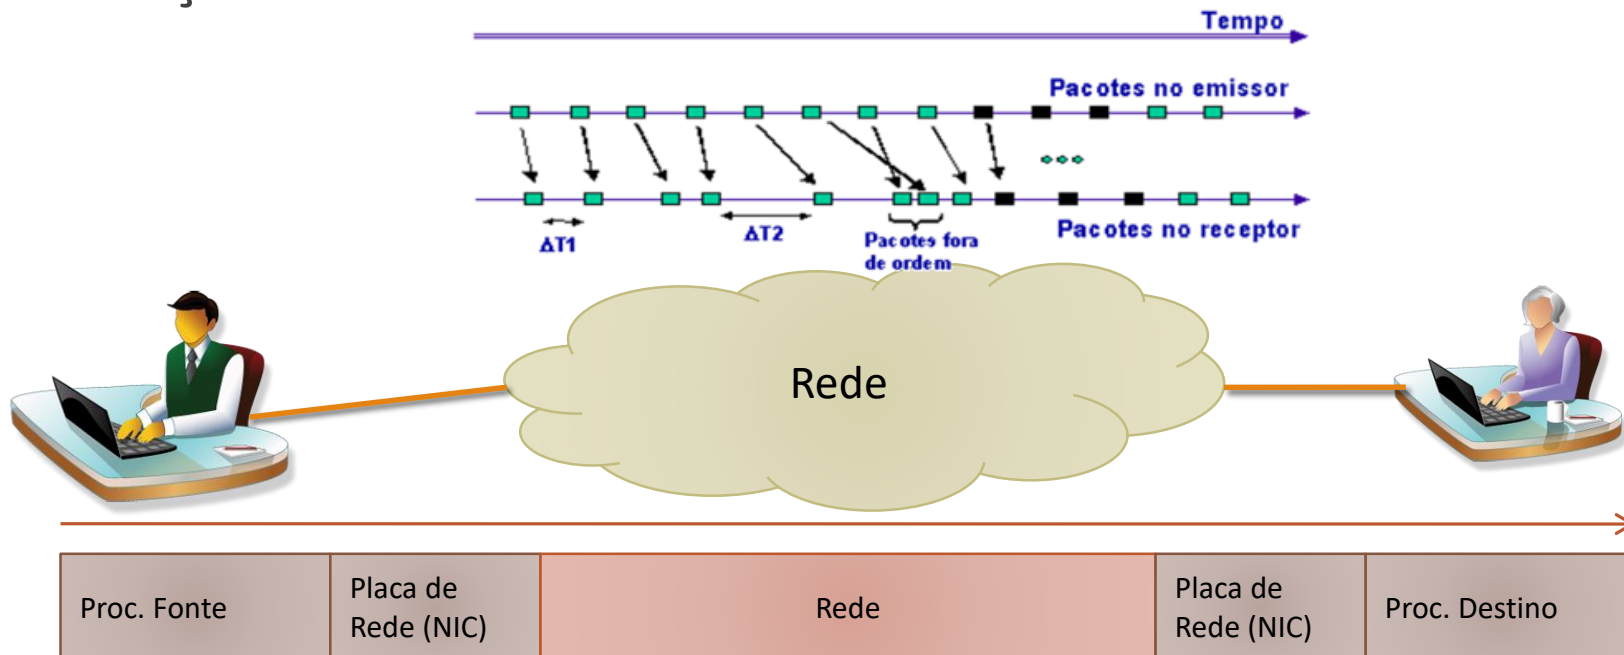 Tempo
Pacotes no emissor
ΔT1
ΔT2
Pacotes fora
de ordem
Pacotes no receptor
Rede
Proc. Fonte
Placa de
Rede (NIC)
Rede
Placa de
Rede (NIC)
Proc. Destino